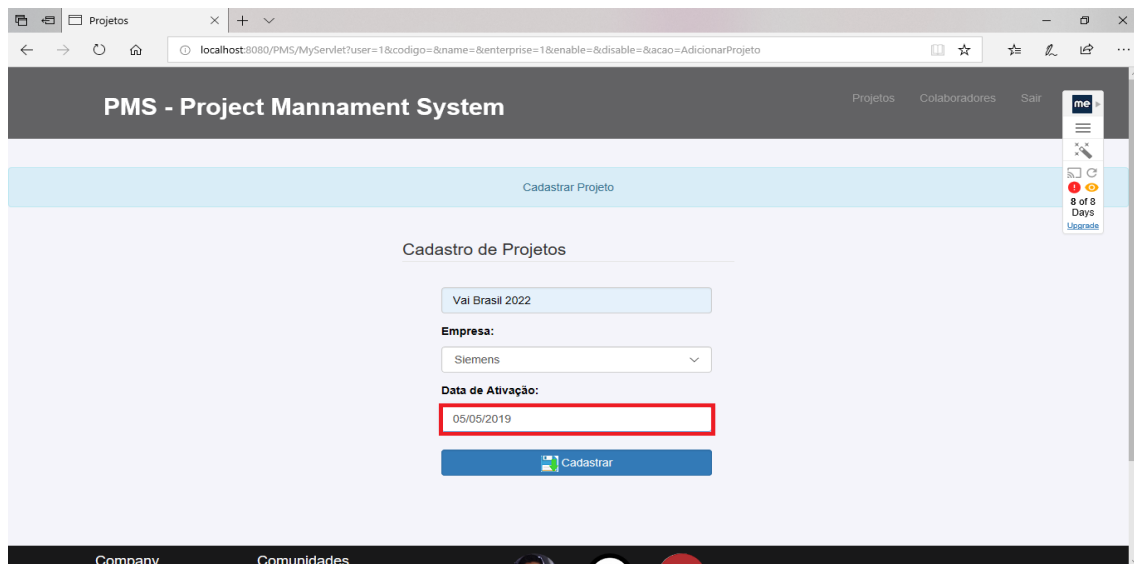 Projetos
localhost:8080/PMS/MyServlet?user=1&codigo=&name=&enterprise=1&enable=&disable=&acao=AdicionarProjeto
PMS - Project Mannament System
Projetos Colaboradores Sair
me
8 of 8
Days
Upgrade
Cadastrar Projeto
Cadastro de Projetos
Vai Brasil 2022
Empresa:
Siemens
Data de Ativação:
05/05/2019
Cadastrar
Company Comunidades